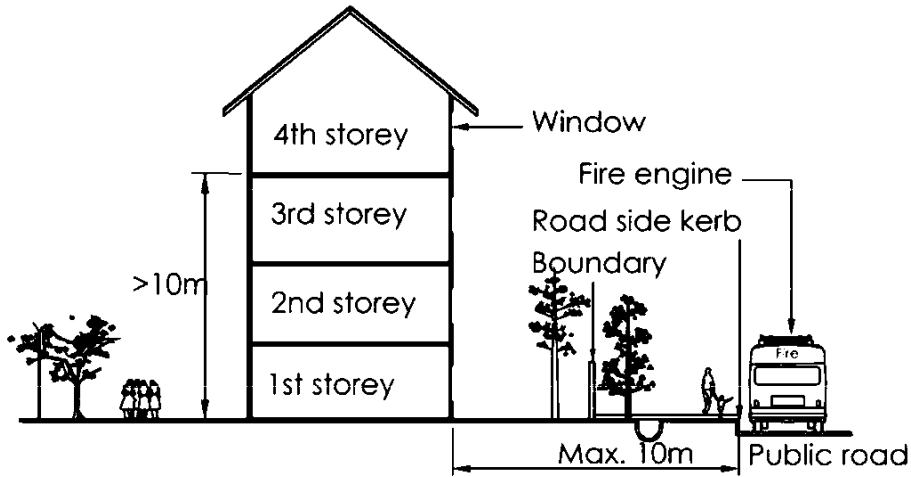 4th storey
Window
Fire engine
3rd storey
Road side kerb
Boundary
>10m
2nd storey
Fire
1st storey
Max. 10m
Public road